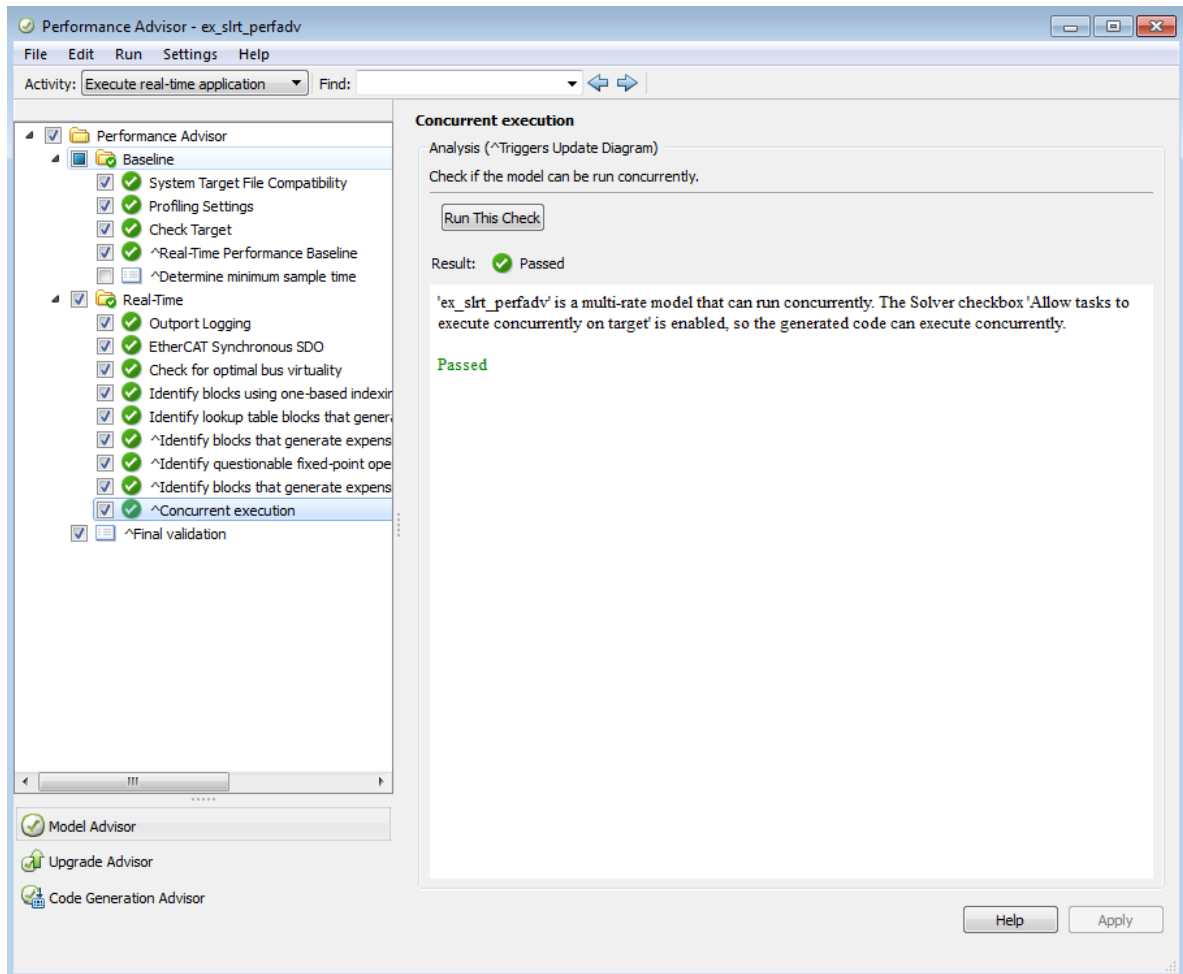 Performance Advisor - ex_slrt_perfadv
File Edit Run Settings Help
Activity: Execute real-time application Find:
Performance Advisor
Baseline
System Target File Compatibility
Profiling Settings
Check Target
^Real-Time Performance Baseline
^Determine minimum sample time
Real-Time
Outport Logging
EtherCAT Synchronous SDO
Check for optimal bus virtuality
Identify blocks using one-based indexin
Identify lookup table blocks that genera
^Identify blocks that generate expens
^Identify questionable fixed-point ope
^Identify blocks that generate expens
^Concurrent execution
^Final validation
Model Advisor
Upgrade Advisor
Code Generation Advisor
Concurrent execution
Analysis (^Triggers Update Diagram)
Check if the model can be run concurrently.
Run This Check
Result: Passed
'ex_slrt_perfadv' is a multi-rate model that can run concurrently. The Solver checkbox 'Allow tasks to
execute concurrently on target' is enabled, so the generated code can execute concurrently.
Passed
Help Apply